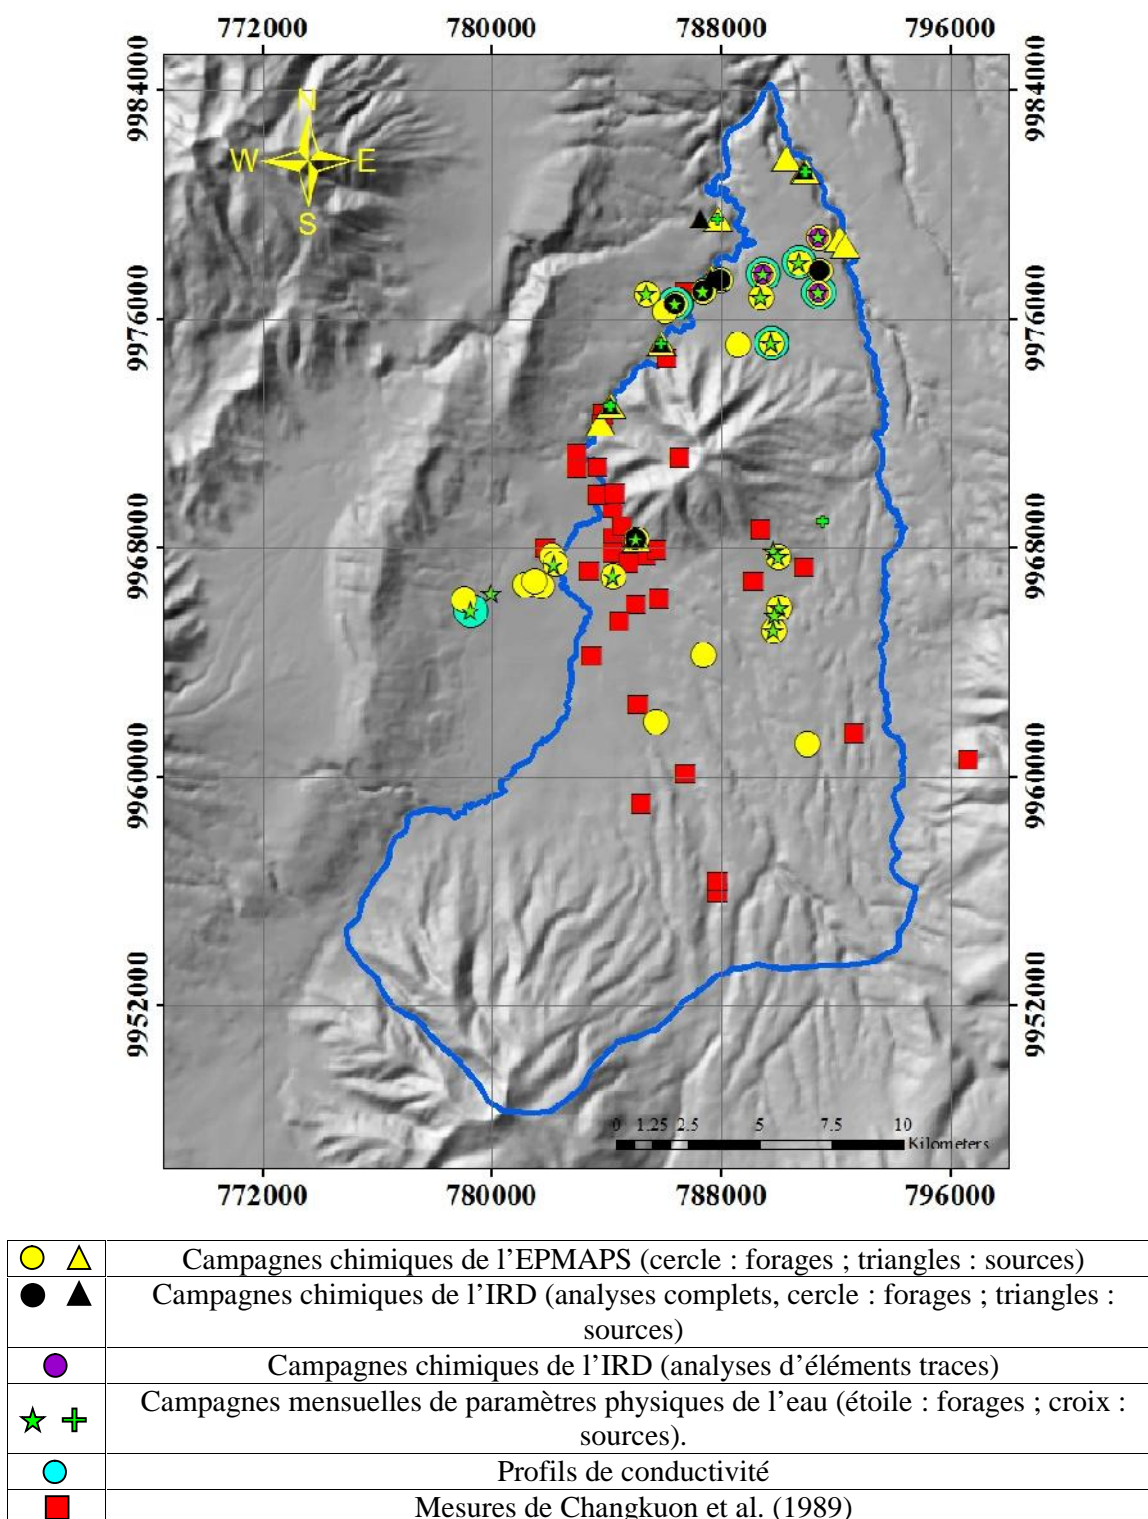 772000 780000 788000 796000
9984000 9984000
N
W E
S
9976000 9976000
9968000 9968000
9960000 9960000
9952000 9952000
0 1.25 2.5 5 7.5 10
Kilometers
772000 780000 788000 796000
Campagnes chimiques de l’EPMAPS (cercle : forages ; triangles : sources)
Campagnes chimiques de l’IRD (analyses complets, cercle : forages ; triangles :
sources)
Campagnes chimiques de l’IRD (analyses d’éléments traces)
Campagnes mensuelles de paramètres physiques de l’eau (étoile : forages ; croix :
sources).
Profils de conductivité
Mesures de Changkuon et al. (1989)